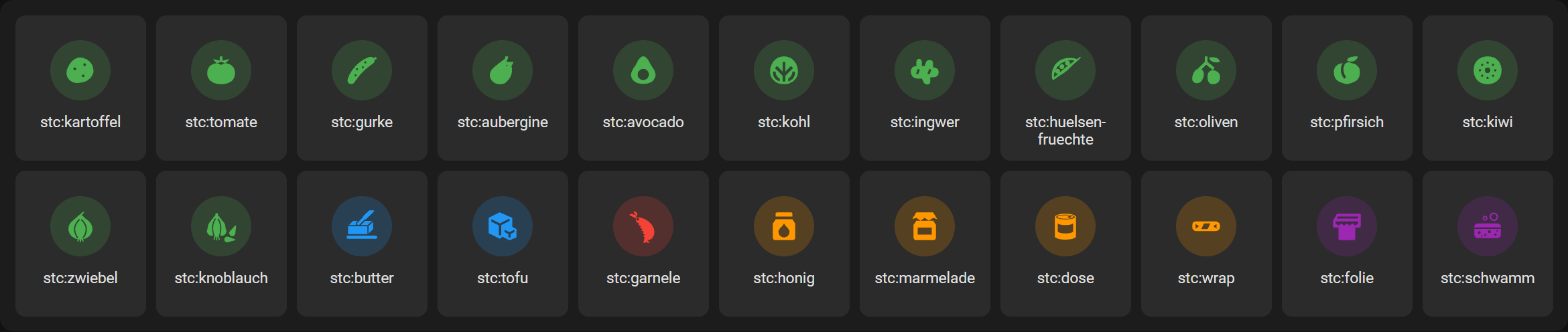 stc:kartoffel
stc:tomate
stc:gurke
stc:aubergine
stc:avocado
stc:kohl
stc:ingwer
stc:huelsen-
fruechte
stc:oliven
stc:pfirsich
stc:kiwi
stc:zwiebel
stc:knoblauch
stc:butter
stc:tofu
stc:garnele
stc:honig
stc:marmelade
stc:dose
stc:wrap
stc:folie
stc:schwamm